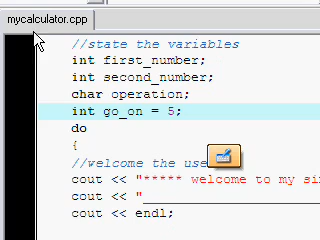 mycalculator.cpp
//state the variables
int first_number;
int second_number;
char operation;
int go_on = 5;
do
{
//welcome the use
cout << "***** welcome to my si
cout << "
cout << endl;